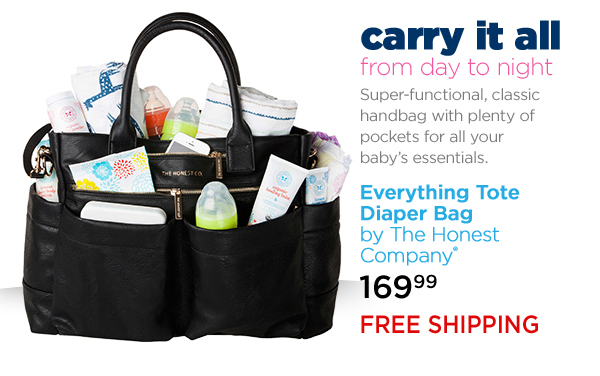 carry it all
from day to night
Super-functional, classic
handbag with plenty of
pockets for all your
baby's essentials.
Everything Tote
Diaper Bag
by The Honest
Company®
169⁹⁹
FREE SHIPPING
THE HONEST CO.